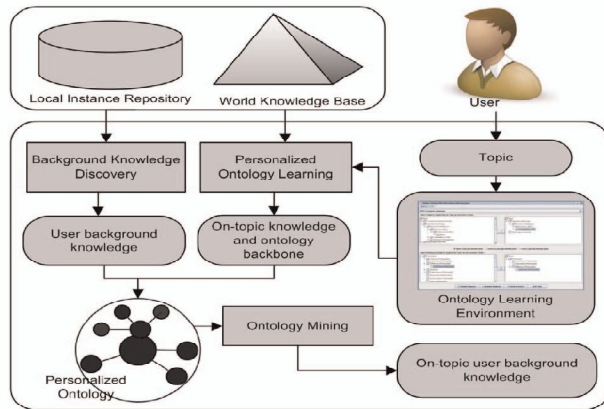 Local Instance Repository
World Knowledge Base
User
Background Knowledge
Discovery
Personalized
Ontology Learning
Topic
User background
knowledge
On-topic knowledge
and ontology
backbone
Ontology Learning
Environment
Ontology Mining
Personalized
Ontology
On-topic user background
knowledge